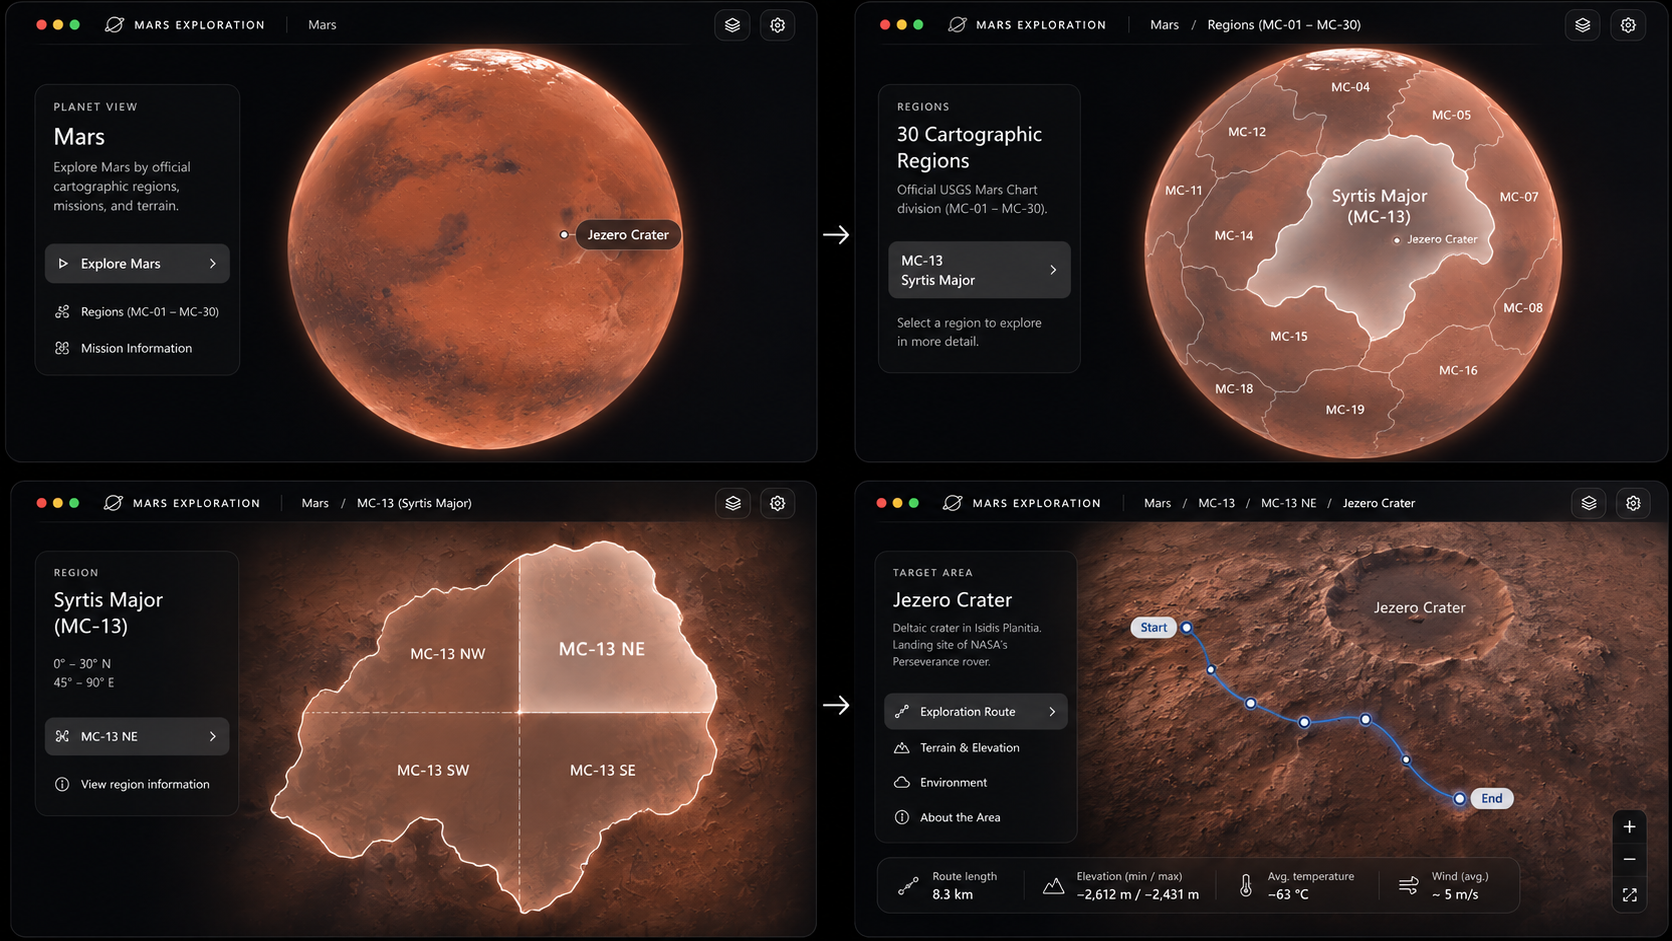 MARS EXPLORATION
Mars
PLANET VIEW
Mars
Explore Mars by official
cartographic regions,
missions, and terrain.
Explore Mars
Regions (MC-01 – MC-30)
Mission Information
Jezero Crater
MARS EXPLORATION
Mars / Regions (MC-01 – MC-30)
REGIONS
30 Cartographic
Regions
Official USGS Mars Chart
division (MC-01 – MC-30).
MC-13
Syrtis Major
Select a region to explore
in more detail.
MC-04
MC-05
MC-12
MC-11
MC-07
Syrtis Major
(MC-13)
MC-14
Jezero Crater
MC-08
MC-15
MC-16
MC-18
MC-19
MARS EXPLORATION
Mars / MC-13 (Syrtis Major)
REGION
Syrtis Major
(MC-13)
0° – 30° N
45° – 90° E
MC-13 NE
View region information
MC-13 NW
MC-13 NE
MC-13 SW
MC-13 SE
MARS EXPLORATION
Mars / MC-13 / MC-13 NE / Jezero Crater
TARGET AREA
Jezero Crater
Deltaic crater in Isidis Planitia.
Landing site of NASA's
Perseverance rover.
Exploration Route
Terrain & Elevation
Environment
About the Area
Jezero Crater
Start
End
Route length
8.3 km
Elevation (min / max)
−2,612 m / −2,431 m
Avg. temperature
−63 °C
Wind (avg.)
~ 5 m/s